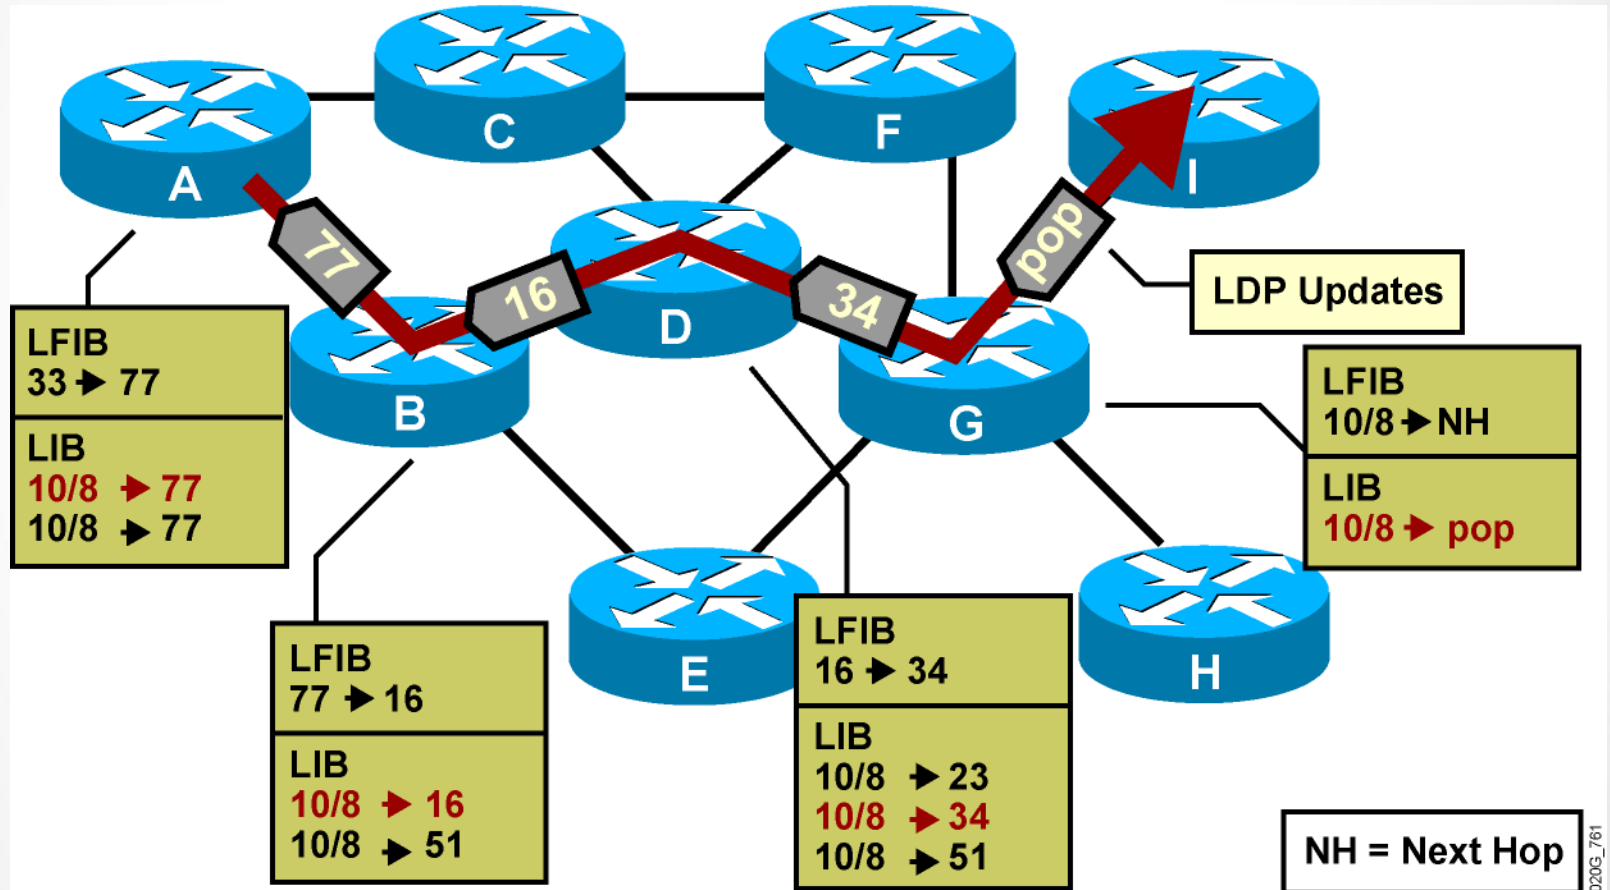 C
F
A
I
77
16
D
34
pop
LDP Updates
B
G
LFIB
33 → 77
LIB
10/8 → 77
10/8 → 77
LFIB
10/8 → NH
LIB
10/8 → pop
E
H
LFIB
77 → 16
LIB
10/8 → 16
10/8 → 51
LFIB
16 → 34
LIB
10/8 → 23
10/8 → 34
10/8 → 51
NH = Next Hop
020G_761